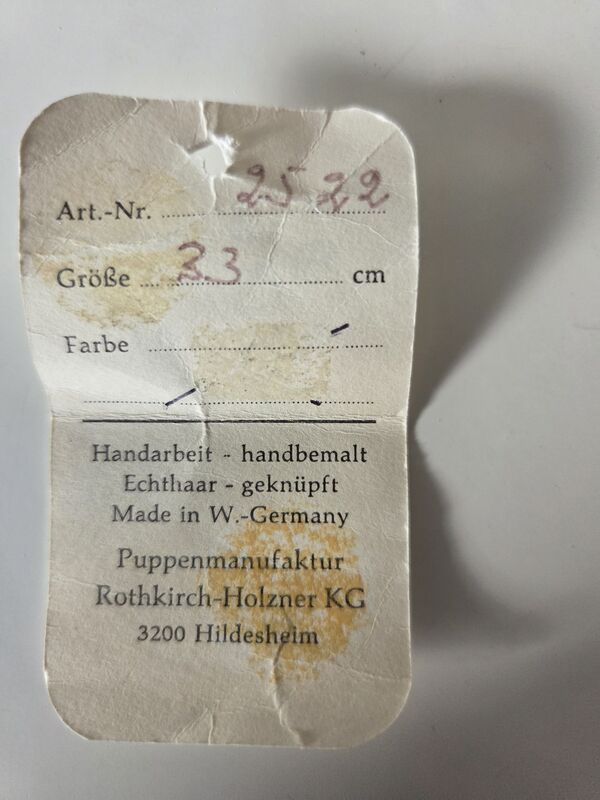 Art.-Nr. 2522
Größe 33 cm
Farbe
Handarbeit - handbemalt
Echthaar - geknüpft
Made in W.-Germany
Puppenmanufaktur
Rothkirch-Holzner KG
3200 Hildesheim